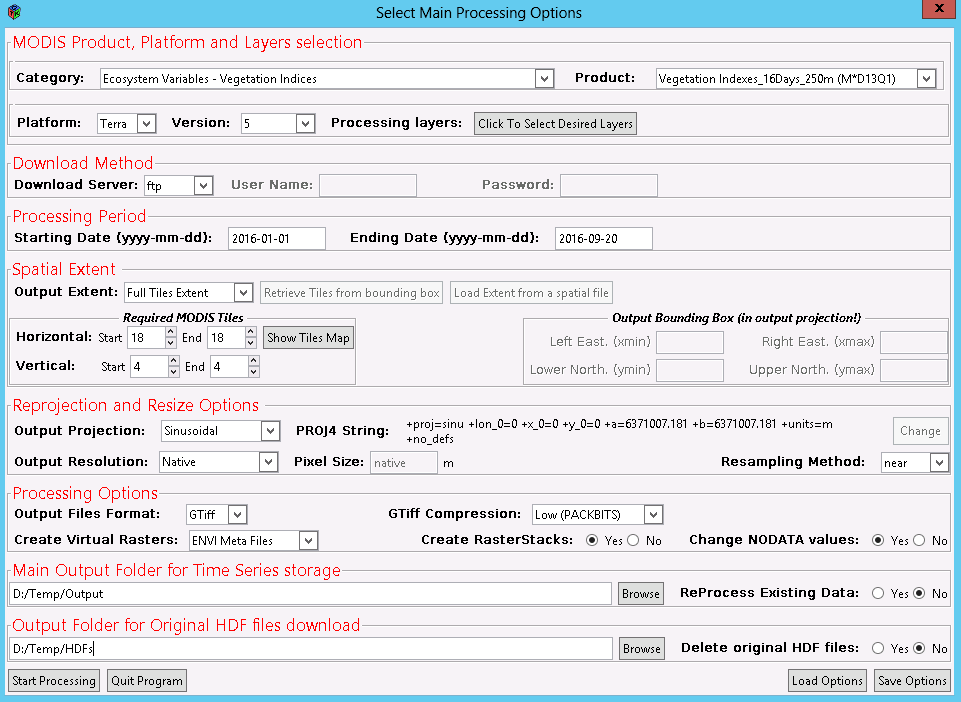 Select Main Processing Options
x
MODIS Product, Platform and Layers selection
Category: Ecosystem Variables - Vegetation Indices Product: Vegetation Indexes_16Days_250m (M*D13Q1)
Platform: Terra Version: 5 Processing layers: Click To Select Desired Layers
Download Method
Download Server: ftp User Name: Password:
Processing Period
Starting Date (yyyy-mm-dd): 2016-01-01 Ending Date (yyyy-mm-dd): 2016-09-20
Spatial Extent
Output Extent: Full Tiles Extent Retrieve Tiles from bounding box Load Extent from a spatial file
Required MODIS Tiles Output Bounding Box (in output projection!)
Horizontal: Start 18 End 18 Show Tiles Map Left East. (xmin) Right East. (xmax)
Vertical: Start 4 End 4 Lower North. (ymin) Upper North. (ymax)
Reprojection and Resize Options
Output Projection: Sinusoidal PROJ4 String: +proj=sinu +lon_0=0 +x_0=0 +y_0=0 +a=6371007.181 +b=6371007.181 +units=m
+no_defs Change
Output Resolution: Native Pixel Size: native m Resampling Method: near
Processing Options
Output Files Format: GTiff GTiff Compression: Low (PACKBITS)
Create Virtual Rasters: ENVI Meta Files Create RasterStacks: Yes No Change NODATA values: Yes No
Main Output Folder for Time Series storage
D:/Temp/Output Browse ReProcess Existing Data: Yes No
Output Folder for Original HDF files download
D:/Temp/HDFs Browse Delete original HDF files: Yes No
Start Processing Quit Program Load Options Save Options